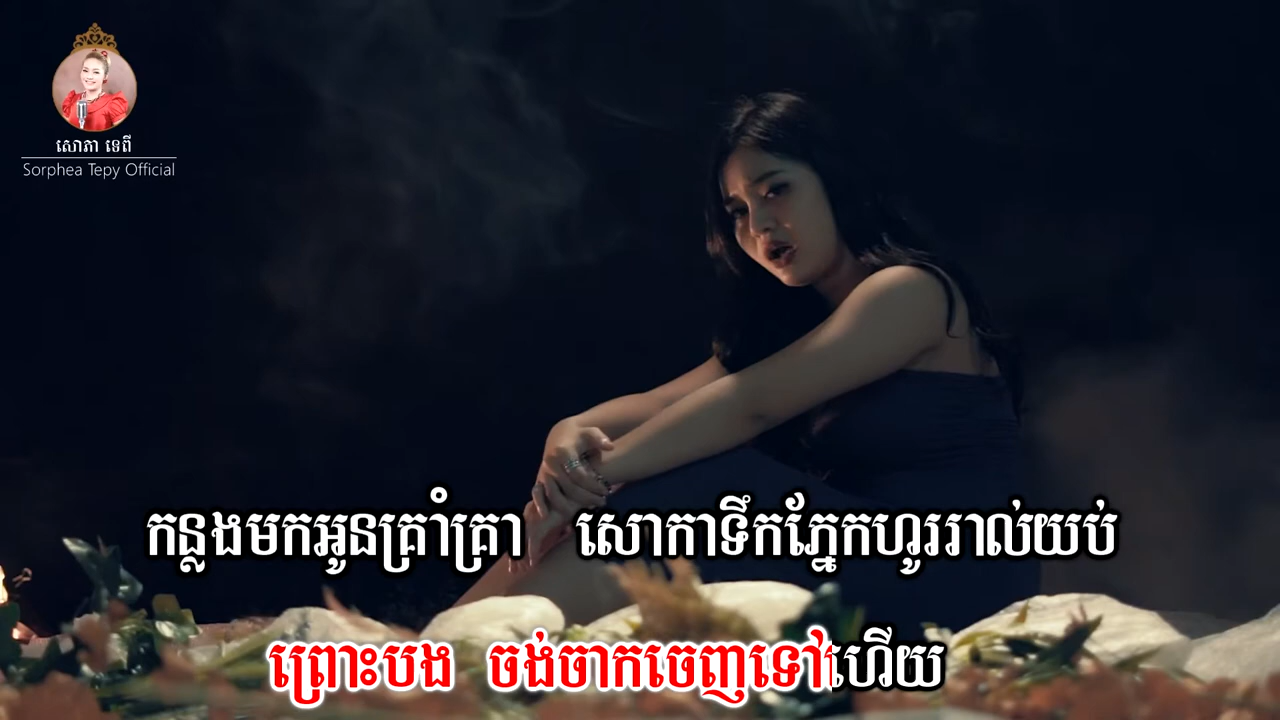 សោភា ទេពី
Sorphea Tepy Official
កន្លងមកអូនគ្រាំគ្រា សោកាទឹកភ្នែកហូររាល់យប់
ព្រោះបង ចង់ចាកចេញទៅហើយ